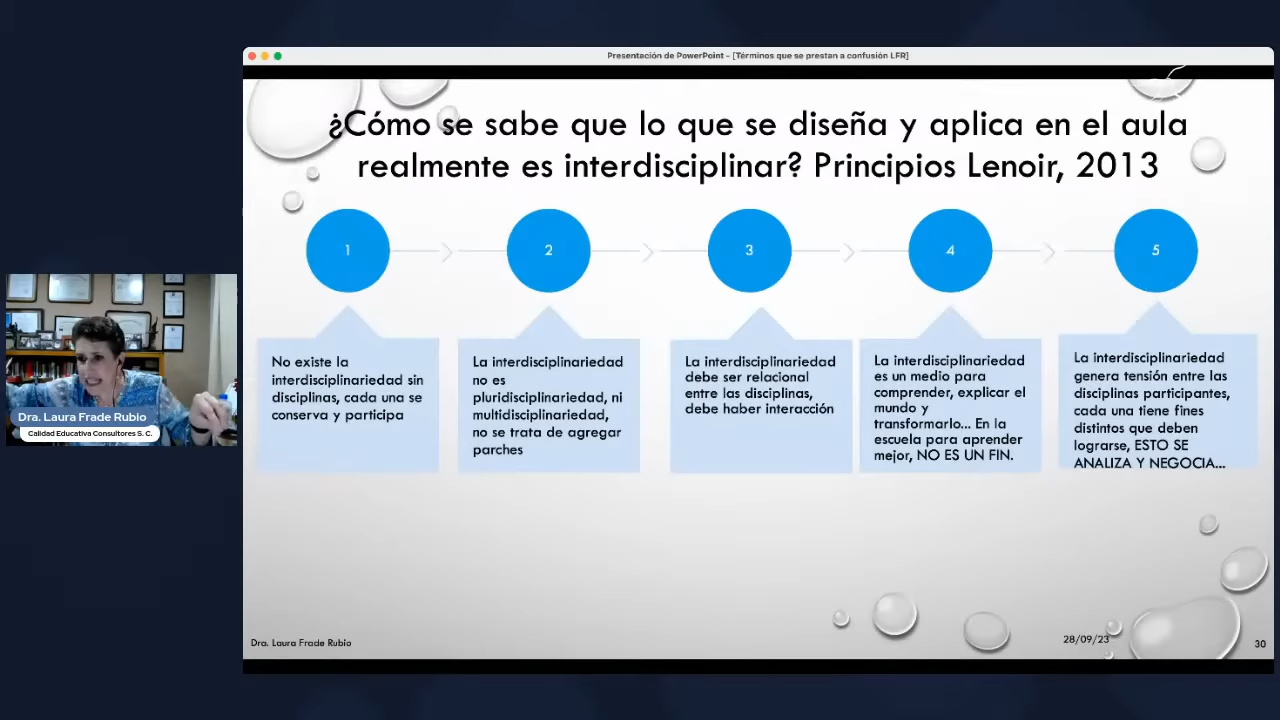 Presentación de PowerPoint - [Términos que se prestan a confusión LFR]
¿Cómo se sabe que lo que se diseña y aplica en el aula
realmente es interdisciplinar? Principios Lenoir, 2013
1
2
3
4
5
No existe la
interdisciplinariedad sin
disciplinas, cada una se
conserva y participa
La interdisciplinariedad
no es
pluridisciplinariedad, ni
multidisciplinariedad,
no se trata de agregar
parches
La interdisciplinariedad
debe ser relacional
entre las disciplinas,
debe haber interacción
La interdisciplinariedad
es un medio para
comprender, explicar el
mundo y
transformarlo... En la
escuela para aprender
mejor, NO ES UN FIN.
La interdisciplinariedad
genera tensión entre las
disciplinas participantes,
cada una tiene fines
distintos que deben
lograrse, ESTO SE
ANALIZA Y NEGOCIA...
Dra. Laura Frade Rubio
Calidad Educativa Consultores S. C.
Dra. Laura Frade Rubio
28/09/23
30